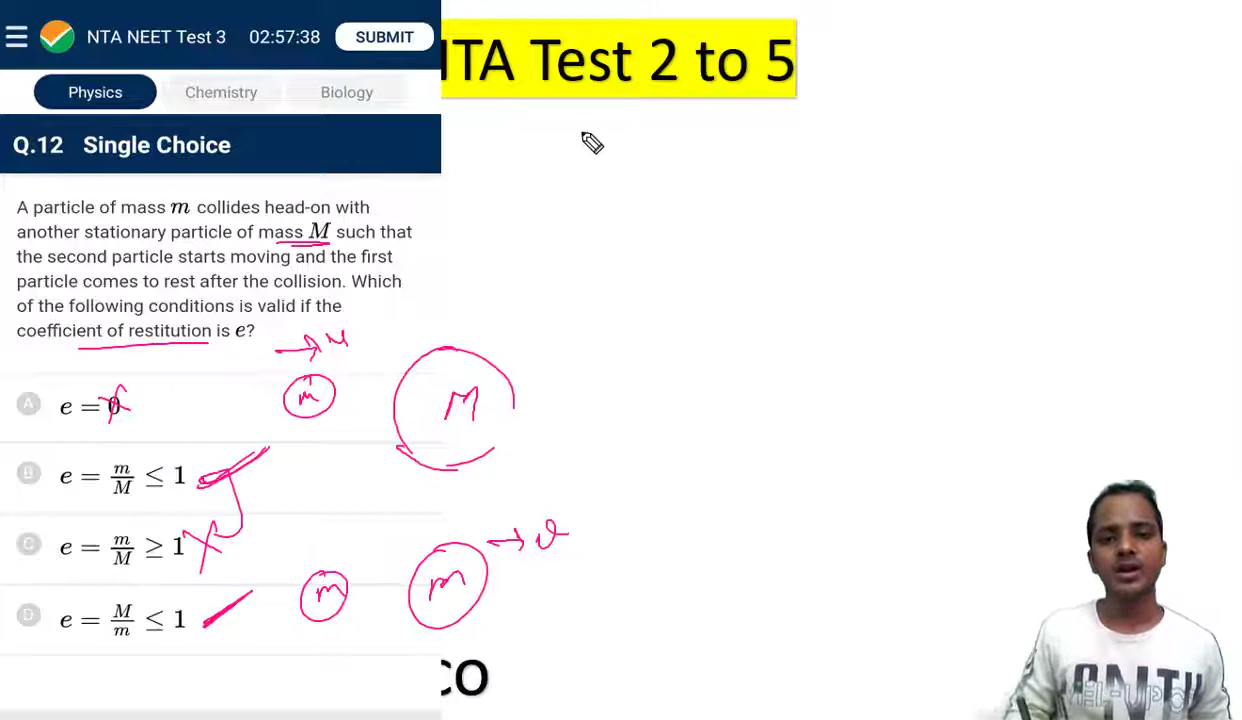 NTA NEET Test 3
02:57:38
SUBMIT
TA Test 2 to 5
Physics
Chemistry
Biology
Q.12 Single Choice
A particle of mass m collides head-on with
another stationary particle of mass M such that
the second particle starts moving and the first
particle comes to rest after the collision. Which
of the following conditions is valid if the
coefficient of restitution is e?
u
A e = 0
m
M
B e = m/M ≤ 1
C e = m/M ≥ 1
v
m
m
D e = M/m ≤ 1
co